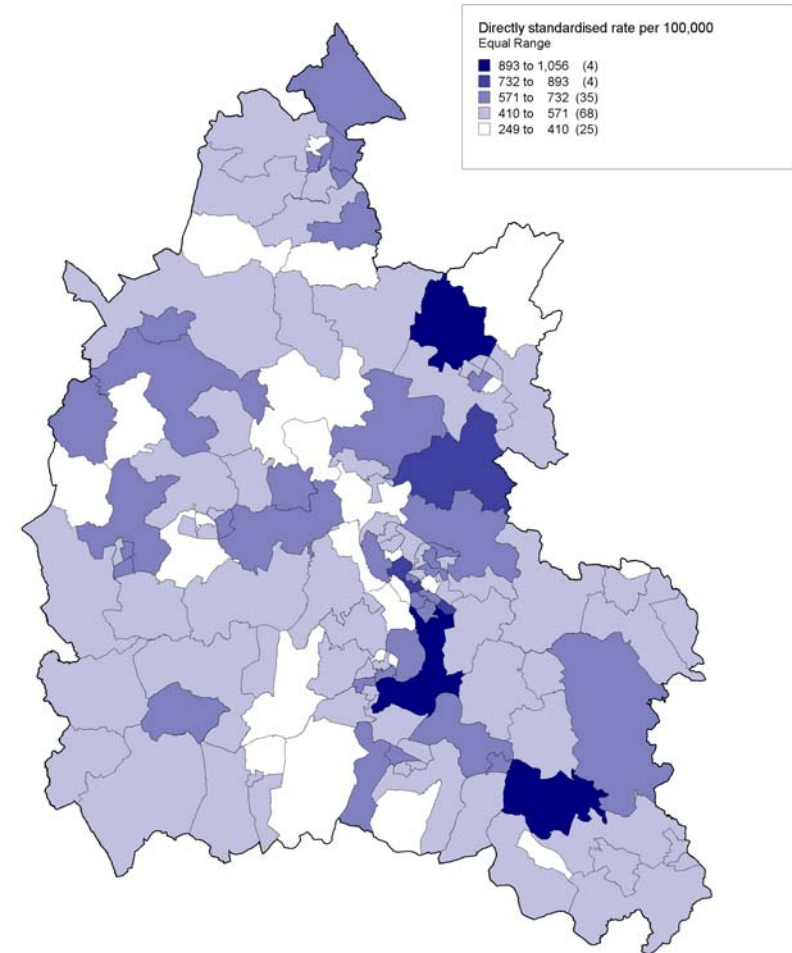 Directly standardised rate per 100,000
Equal Range
893 to 1,056 (4)
732 to 893 (4)
571 to 732 (35)
410 to 571 (68)
249 to 410 (25)